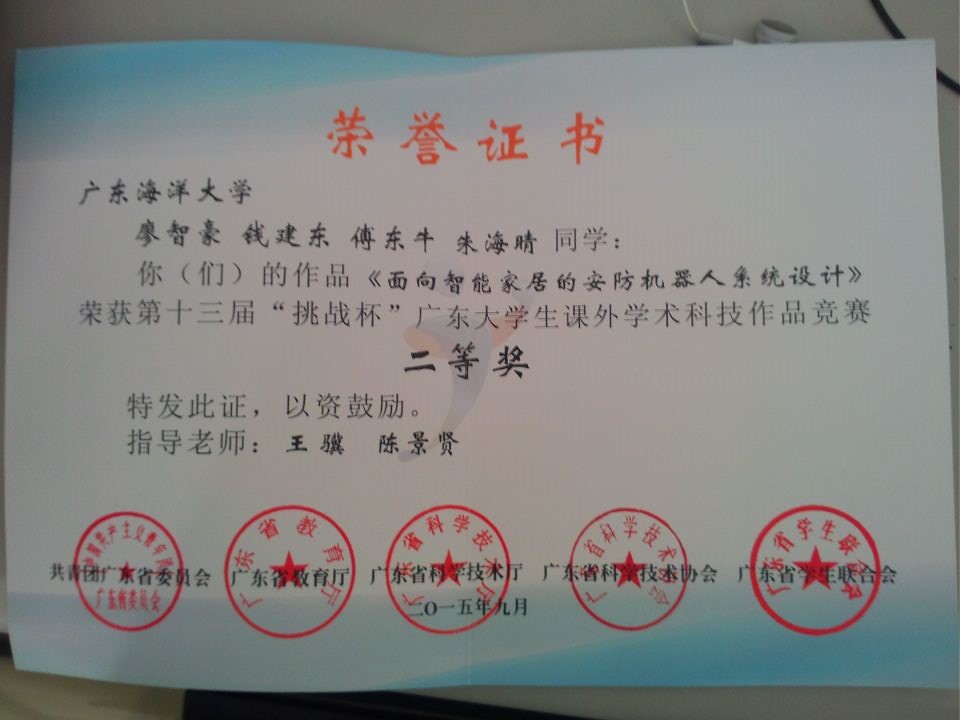 荣誉证书
广东海洋大学
廖智豪 钱建东 傅东牛 朱海晴 同学：
你（们）的作品《面向智能家居的安防机器人系统设计》
荣获第十三届“挑战杯”广东大学生课外学术科技作品竞赛
二等奖
特发此证，以资鼓励。
指导老师： 王骥 陈景贤
共青团广东省委员会 广东省教育厅 广东省科学技术厅 广东省科学技术协会 广东省学生联合会
二〇一五年九月
广东省委员会
广东省教育厅
广东省科学技术厅
广东省科学技术协会
广东省学生联合会